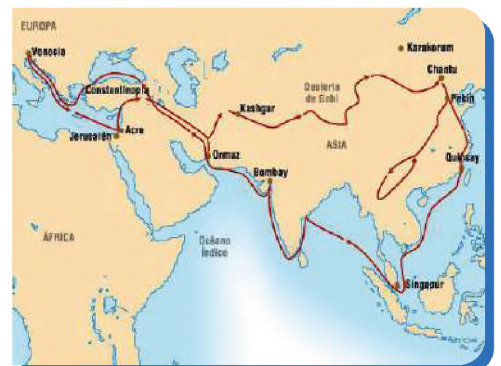 EUROPA
Venecia
Karakorum
Chantu
Constantinopla
Desierto
de Gobi
Pekín
Kashgar
Jerusalén
Acre
ASIA
Ormuz
Quinsay
Bombay
ÁFRICA
Océano
Índico
Singapur